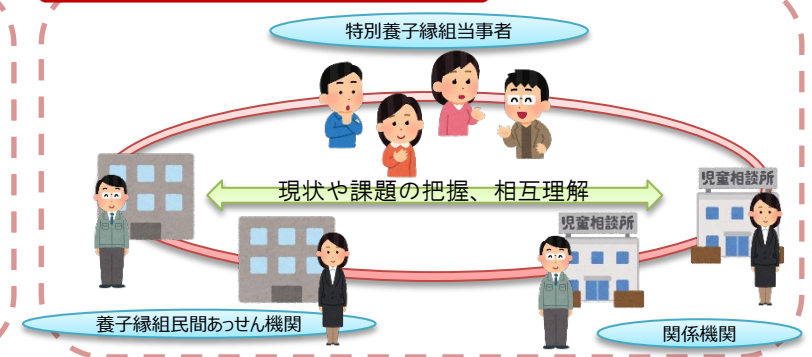 特別養子縁組当事者
児童相談所
現状や課題の把握、相互理解
児童相談所
養子縁組民間あっせん機関
関係機関